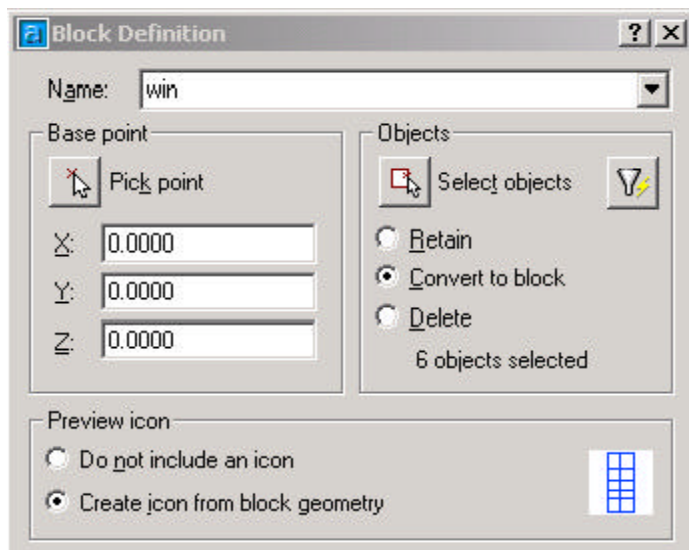 a Block Definition ?
Name: win
Base point
Pick point
X: 0.0000
Y: 0.0000
Z: 0.0000
Objects
Select objects
Retain
Convert to block
Delete
6 objects selected
Preview icon
Do not include an icon
Create icon from block geometry